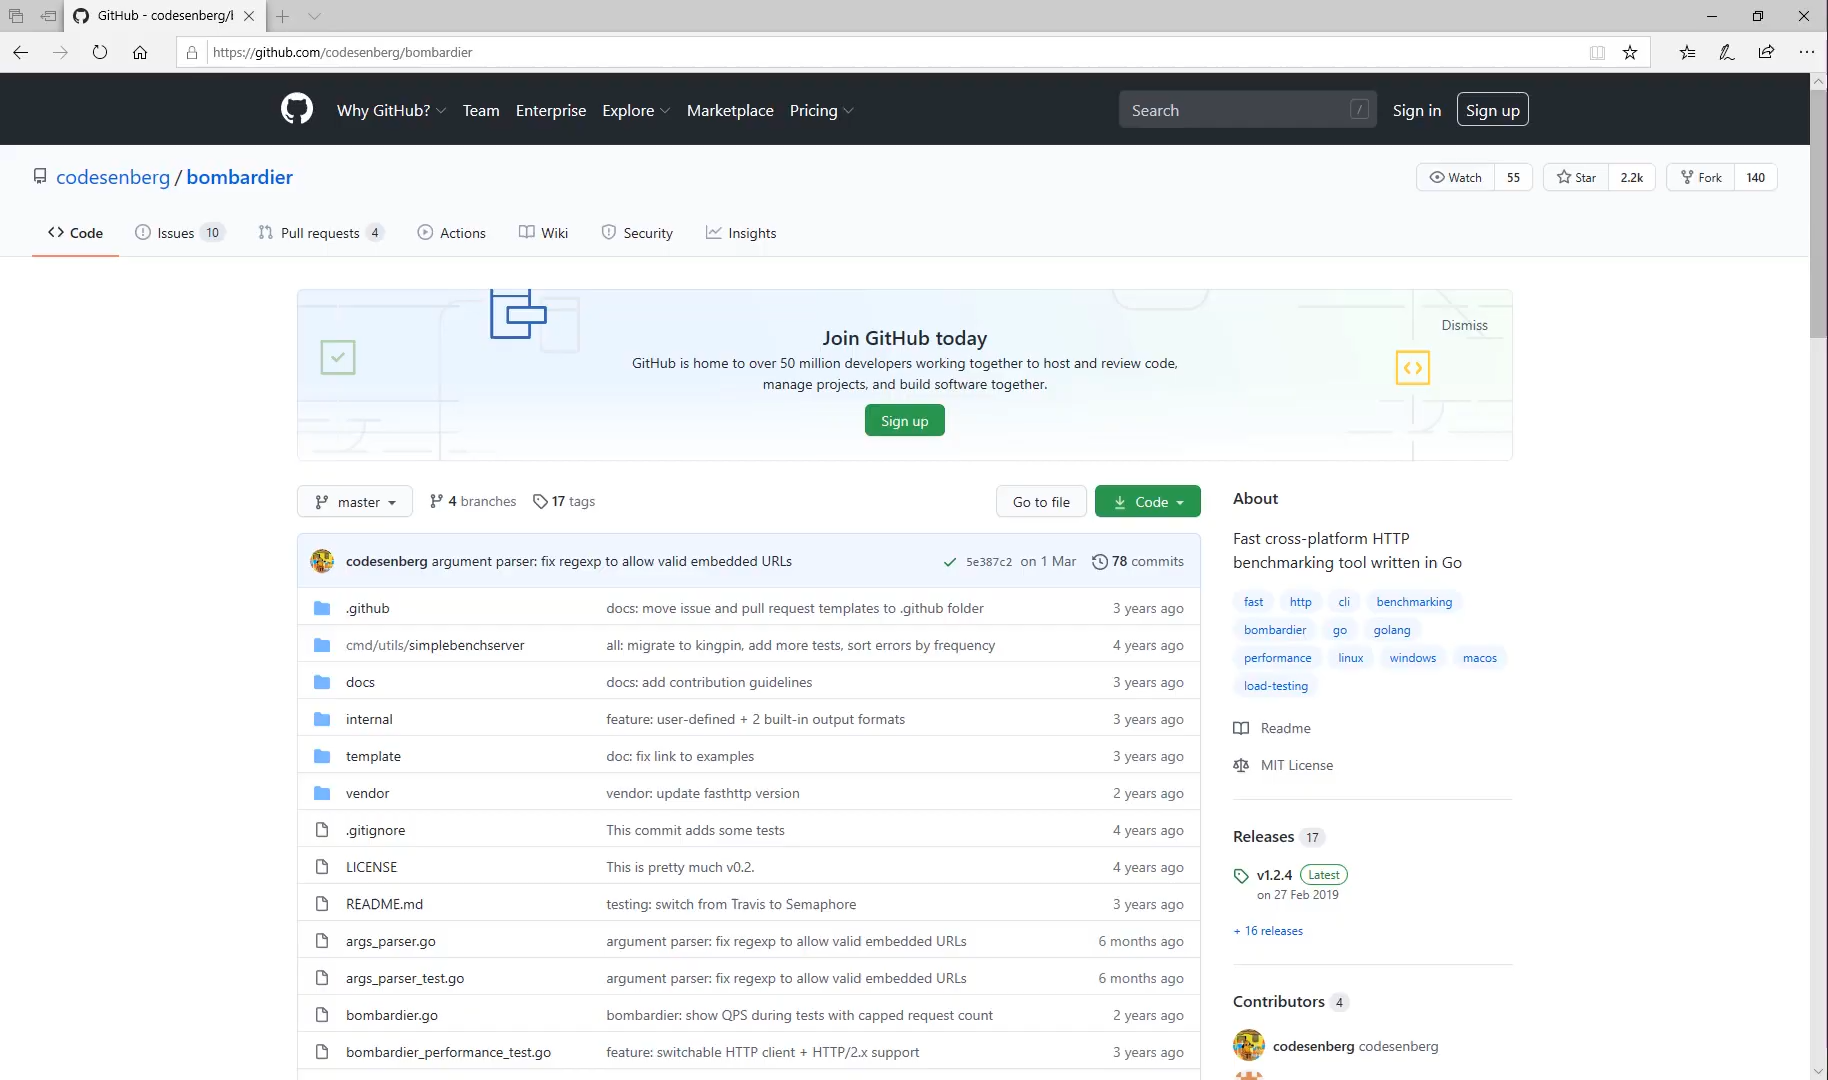 GitHub - codesenberg/b
https://github.com/codesenberg/bombardier
Why GitHub? Team Enterprise Explore Marketplace Pricing Search / Sign in Sign up
codesenberg / bombardier
Watch 55 Star 2.2k Fork 140
Code Issues 10 Pull requests 4 Actions Wiki Security Insights
Dismiss
Join GitHub today
GitHub is home to over 50 million developers working together to host and review code,
manage projects, and build software together.
Sign up
master 4 branches 17 tags Go to file Code
codesenberg argument parser: fix regexp to allow valid embedded URLs 5e387c2 on 1 Mar 78 commits
.github docs: move issue and pull request templates to .github folder 3 years ago
cmd/utils/simplebenchserver all: migrate to kingpin, add more tests, sort errors by frequency 4 years ago
docs docs: add contribution guidelines 3 years ago
internal feature: user-defined + 2 built-in output formats 3 years ago
template doc: fix link to examples 3 years ago
vendor vendor: update fasthttp version 2 years ago
.gitignore This commit adds some tests 4 years ago
LICENSE This is pretty much v0.2. 4 years ago
README.md testing: switch from Travis to Semaphore 3 years ago
args_parser.go argument parser: fix regexp to allow valid embedded URLs 6 months ago
args_parser_test.go argument parser: fix regexp to allow valid embedded URLs 6 months ago
bombardier.go bombardier: show QPS during tests with capped request count 2 years ago
bombardier_performance_test.go feature: switchable HTTP client + HTTP/2.x support 3 years ago
About
Fast cross-platform HTTP
benchmarking tool written in Go
fast http cli benchmarking
bombardier go golang
performance linux windows macos
load-testing
Readme
MIT License
Releases 17
v1.2.4 Latest
on 27 Feb 2019
+ 16 releases
Contributors 4
codesenberg codesenberg